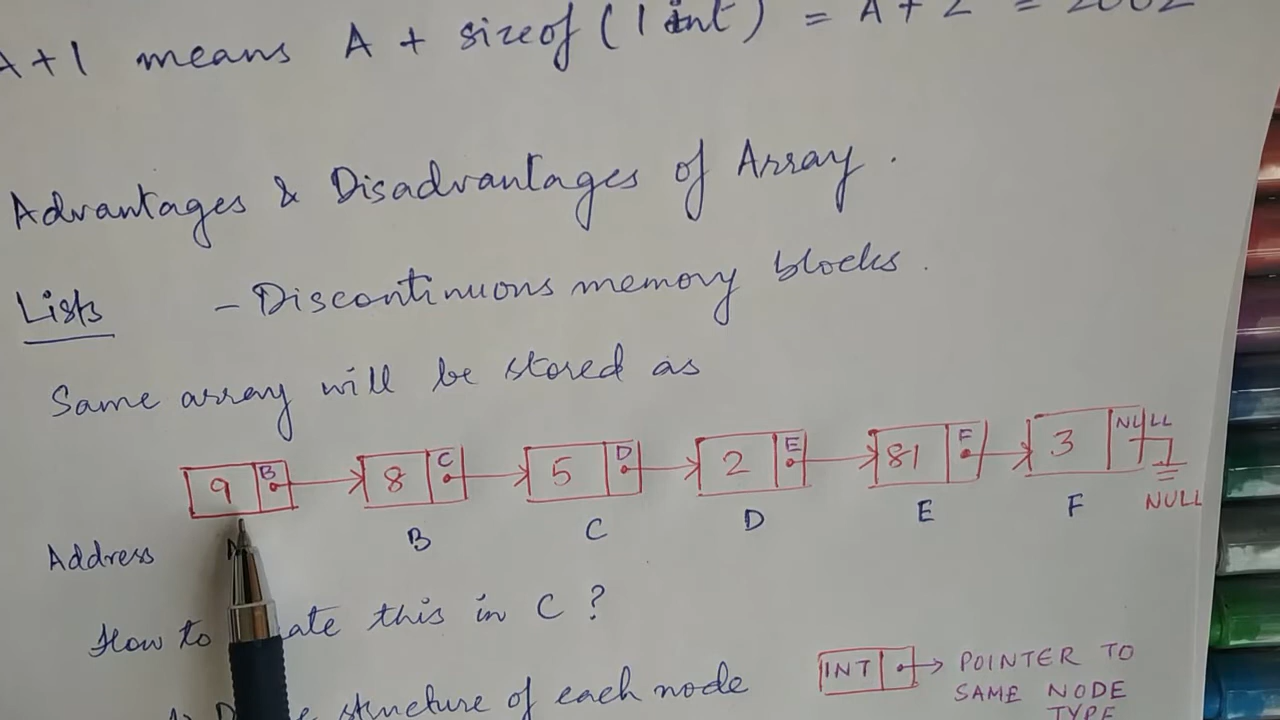 A+1 means A + sizeof (1 int) = A + 2 = 2002
Advantages & Disadvantages of Array.
Lists - Discontinuous memory blocks.
Same array will be stored as
9 B 8 C 5 D 2 E 81 F 3 NULL
NULL
Address B C D E F
How to ate this in C ?
structure of each node
INT POINTER TO
SAME NODE
TYPE